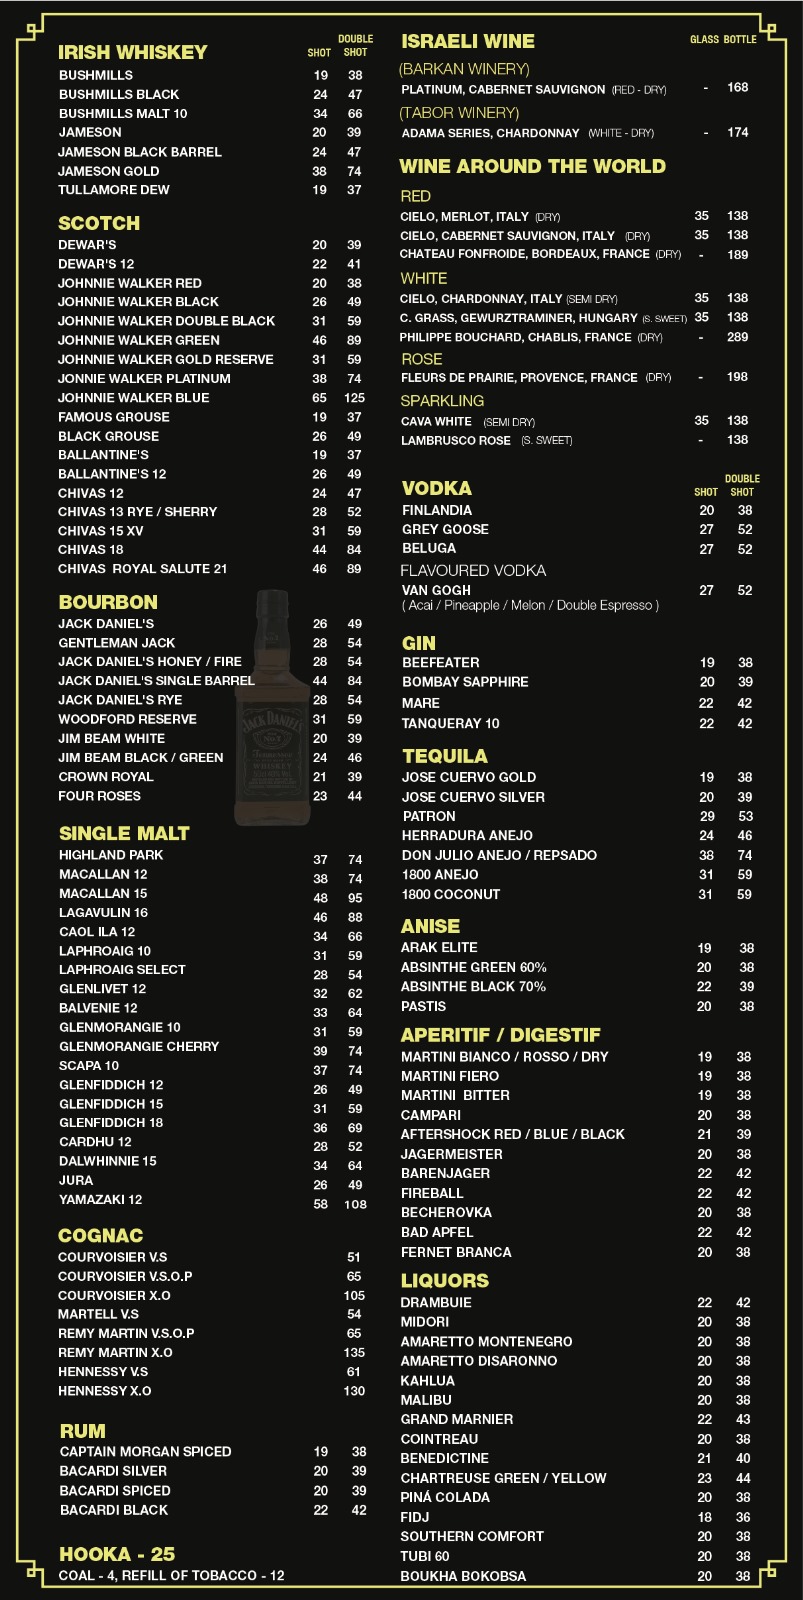 IRISH WHISKEY SHOT DOUBLE SHOT
BUSHMILLS 19 38
BUSHMILLS BLACK 24 47
BUSHMILLS MALT 10 34 66
JAMESON 20 39
JAMESON BLACK BARREL 24 47
JAMESON GOLD 38 74
TULLAMORE DEW 19 37
SCOTCH
DEWAR'S 20 39
DEWAR'S 12 22 41
JOHNNIE WALKER RED 20 38
JOHNNIE WALKER BLACK 26 49
JOHNNIE WALKER DOUBLE BLACK 31 59
JOHNNIE WALKER GREEN 46 89
JOHNNIE WALKER GOLD RESERVE 31 59
JONNIE WALKER PLATINUM 38 74
JOHNNIE WALKER BLUE 65 125
FAMOUS GROUSE 19 37
BLACK GROUSE 26 49
BALLANTINE'S 19 37
BALLANTINE'S 12 26 49
CHIVAS 12 24 47
CHIVAS 13 RYE / SHERRY 28 52
CHIVAS 15 XV 31 59
CHIVAS 18 44 84
CHIVAS ROYAL SALUTE 21 46 89
BOURBON
JACK DANIEL'S 26 49
GENTLEMAN JACK 28 54
JACK DANIEL'S HONEY / FIRE 28 54
JACK DANIEL'S SINGLE BARREL 44 84
JACK DANIEL'S RYE 28 54
WOODFORD RESERVE 31 59
JIM BEAM WHITE 20 39
JIM BEAM BLACK / GREEN 24 46
CROWN ROYAL 21 39
FOUR ROSES 23 44
JACK DANIEL'S
Tennessee
WHISKEY
SINGLE MALT
HIGHLAND PARK 37 74
MACALLAN 12 38 74
MACALLAN 15 48 95
LAGAVULIN 16 46 88
CAOL ILA 12 34 66
LAPHROAIG 10 31 59
LAPHROAIG SELECT 28 54
GLENLIVET 12 32 62
BALVENIE 12 33 64
GLENMORANGIE 10 31 59
GLENMORANGIE CHERRY 39 74
SCAPA 10 37 74
GLENFIDDICH 12 26 49
GLENFIDDICH 15 31 59
GLENFIDDICH 18 36 69
CARDHU 12 28 52
DALWHINNIE 15 34 64
JURA 26 49
YAMAZAKI 12 58 108
COGNAC
COURVOISIER V.S 51
COURVOISIER V.S.O.P 65
COURVOISIER X.O 105
MARTELL V.S 54
REMY MARTIN V.S.O.P 65
REMY MARTIN X.O 135
HENNESSY V.S 61
HENNESSY X.O 130
RUM
CAPTAIN MORGAN SPICED 19 38
BACARDI SILVER 20 39
BACARDI SPICED 20 39
BACARDI BLACK 22 42
HOOKA - 25
COAL - 4, REFILL OF TOBACCO - 12
ISRAELI WINE GLASS BOTTLE
(BARKAN WINERY)
PLATINUM, CABERNET SAUVIGNON (RED - DRY) - 168
(TABOR WINERY)
ADAMA SERIES, CHARDONNAY (WHITE - DRY) - 174
WINE AROUND THE WORLD
RED
CIELO, MERLOT, ITALY (DRY) 35 138
CIELO, CABERNET SAUVIGNON, ITALY (DRY) 35 138
CHATEAU FONFROIDE, BORDEAUX, FRANCE (DRY) - 189
WHITE
CIELO, CHARDONNAY, ITALY (SEMI DRY) 35 138
C. GRASS, GEWURZTRAMINER, HUNGARY (S. SWEET) 35 138
PHILIPPE BOUCHARD, CHABLIS, FRANCE (DRY) - 289
ROSE
FLEURS DE PRAIRIE, PROVENCE, FRANCE (DRY) - 198
SPARKLING
CAVA WHITE (SEMI DRY) 35 138
LAMBRUSCO ROSE (S. SWEET) - 138
VODKA SHOT DOUBLE SHOT
FINLANDIA 20 38
GREY GOOSE 27 52
BELUGA 27 52
FLAVOURED VODKA
VAN GOGH 27 52
( Acai / Pineapple / Melon / Double Espresso )
GIN
BEEFEATER 19 38
BOMBAY SAPPHIRE 20 39
MARE 22 42
TANQUERAY 10 22 42
TEQUILA
JOSE CUERVO GOLD 19 38
JOSE CUERVO SILVER 20 39
PATRON 29 53
HERRADURA ANEJO 24 46
DON JULIO ANEJO / REPSADO 38 74
1800 ANEJO 31 59
1800 COCONUT 31 59
ANISE
ARAK ELITE 19 38
ABSINTHE GREEN 60% 20 38
ABSINTHE BLACK 70% 22 39
PASTIS 20 38
APERITIF / DIGESTIF
MARTINI BIANCO / ROSSO / DRY 19 38
MARTINI FIERO 19 38
MARTINI BITTER 19 38
CAMPARI 20 38
AFTERSHOCK RED / BLUE / BLACK 21 39
JAGERMEISTER 20 38
BARENJAGER 22 42
FIREBALL 22 42
BECHEROVKA 20 38
BAD APFEL 22 42
FERNET BRANCA 20 38
LIQUORS
DRAMBUIE 22 42
MIDORI 20 38
AMARETTO MONTENEGRO 20 38
AMARETTO DISARONNO 20 38
KAHLUA 20 38
MALIBU 20 38
GRAND MARNIER 22 43
COINTREAU 20 38
BENEDICTINE 21 40
CHARTREUSE GREEN / YELLOW 23 44
PINÁ COLADA 20 38
FIDJ 18 36
SOUTHERN COMFORT 20 38
TUBI 60 20 38
BOUKHA BOKOBSA 20 38